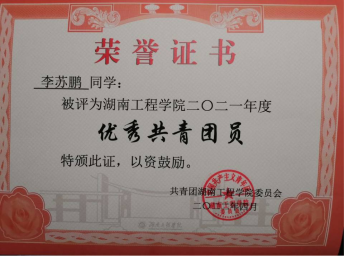 荣誉证书
李苏鹏 同学：
被评为湖南工程学院二〇二一年度
优秀共青团员
特颁此证，以资鼓励。
共青团湖南工程学院委员会